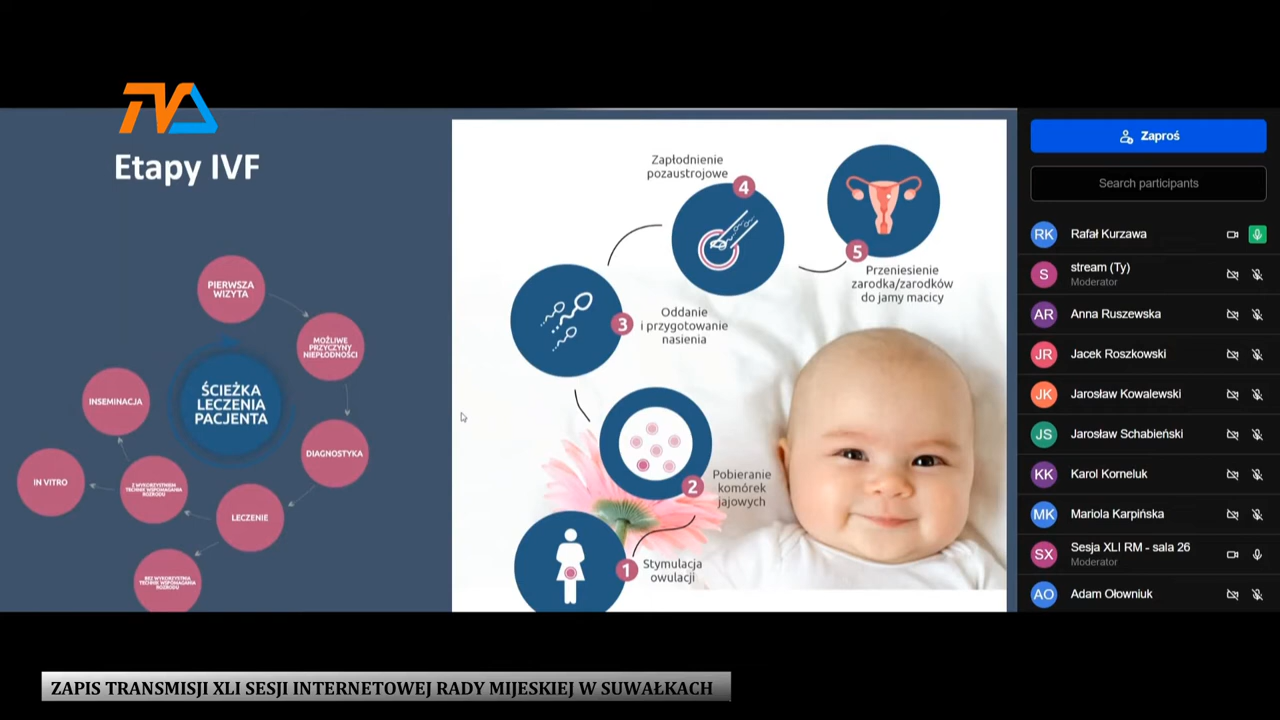 TVA
Etapy IVF
PIERWSZA
WIZYTA
MOŻLIWE
PRZYCZYNY
NIEPŁODNOŚCI
ŚCIEŻKA
LECZENIA
PACJENTA
INSEMINACJA
DIAGNOSTYKA
IN VITRO
Z WYKORZYSTANIEM
TECHNIK WSPOMAGANIA
ROZRODU
LECZENIE
BEZ WYKORZYSTNIA
TECHNIK WSPOMAGANIA
ROZRODU
Zapłodnienie
pozaustrojowe
4
5
Przeniesienie
zarodka/zarodków
do jamy macicy
3
Oddanie
i przygotowanie
nasienia
2
Pobieranie
komórek
jajowych
1
Stymulacja
owulacji
Zaproś
Search participants
RK Rafał Kurzawa
S stream (Ty)
Moderator
AR Anna Ruszewska
JR Jacek Roszkowski
JK Jarosław Kowalewski
JS Jarosław Schabieński
KK Karol Korneluk
MK Mariola Karpińska
SX Sesja XLI RM - sala 26
Moderator
AO Adam Ołowniuk
ZAPIS TRANSMISJI XLI SESJI INTERNETOWEJ RADY MIJESKIEJ W SUWAŁKACH